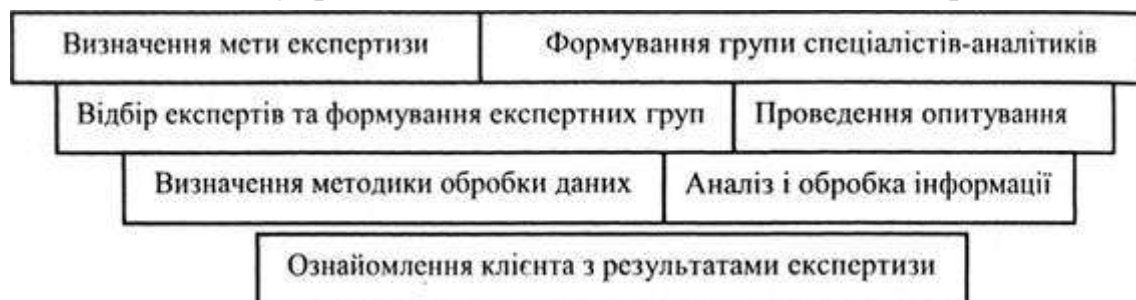 Визначення мети експертизи
Формування групи спеціалістів-аналітиків
Відбір експертів та формування експертних груп
Проведення опитування
Визначення методики обробки даних
Аналіз і обробка інформації
Ознайомлення клієнта з результатами експертизи